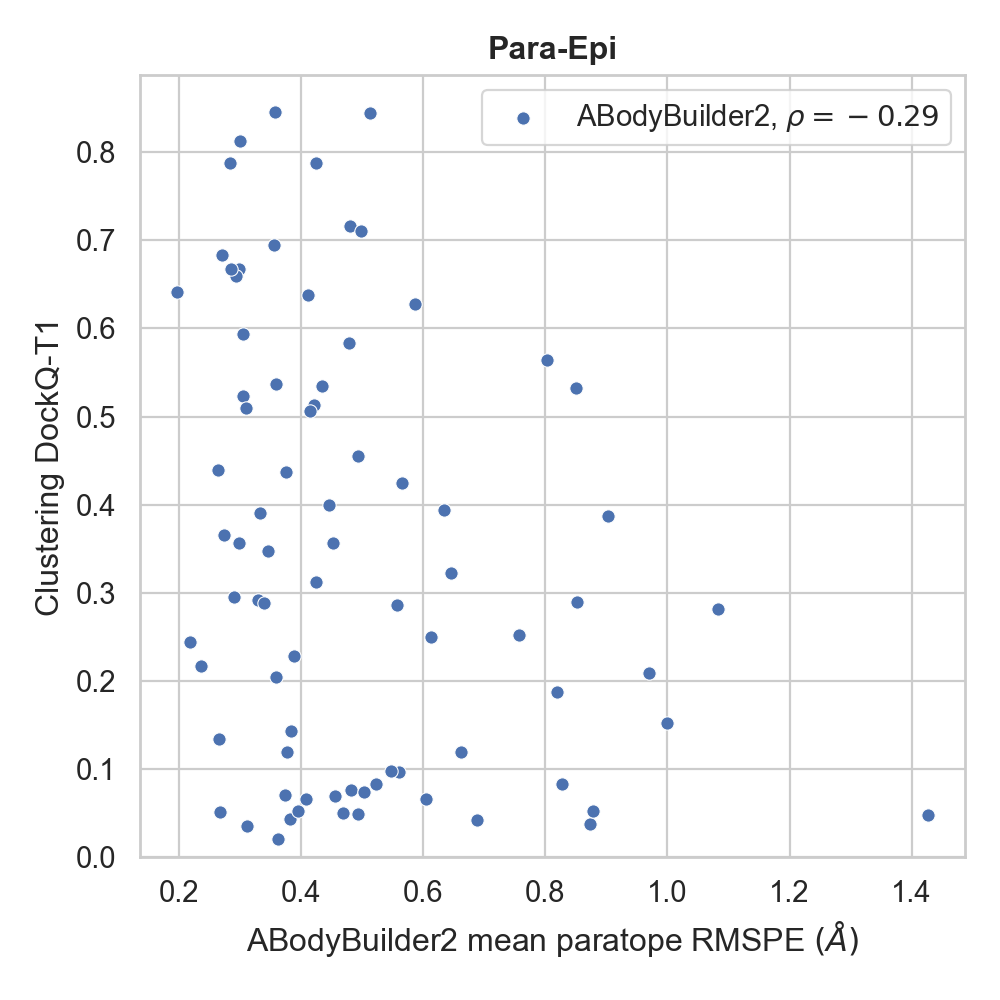 Para-Epi
ABodyBuilder2, ρ = − 0.29
Clustering DockQ-T1
0.8
0.7
0.6
0.5
0.4
0.3
0.2
0.1
0.0
0.2 0.4 0.6 0.8 1.0 1.2 1.4
ABodyBuilder2 mean paratope RMSPE (Å)